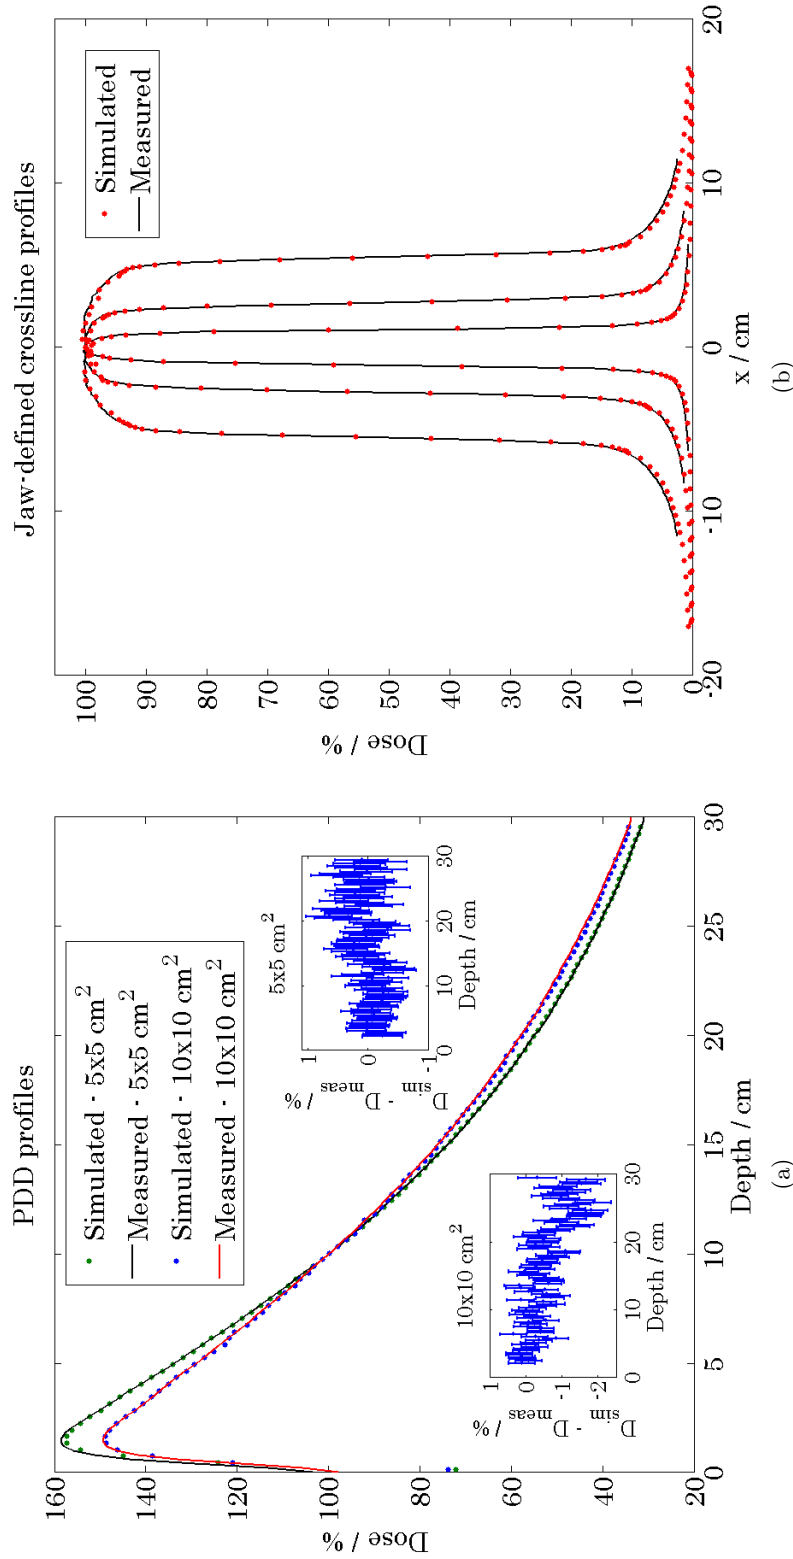 PDD profiles
Simulated - 5x5 cm²
Measured - 5x5 cm²
Simulated - 10x10 cm²
Measured - 10x10 cm²
160
140
120
100
80
60
40
20
Dose / %
0
5
10
15
20
25
30
Depth / cm
10x10 cm²
1
0
-1
-2
D sim - D meas / %
0
10
20
30
Depth / cm
5x5 cm²
1
0
-1
D sim - D meas / %
0
10
20
30
Depth / cm
(a)
Jaw-defined crossline profiles
Simulated
Measured
100
90
80
70
60
50
40
30
20
10
0
Dose / %
-20
-10
0
10
20
x / cm
(b)